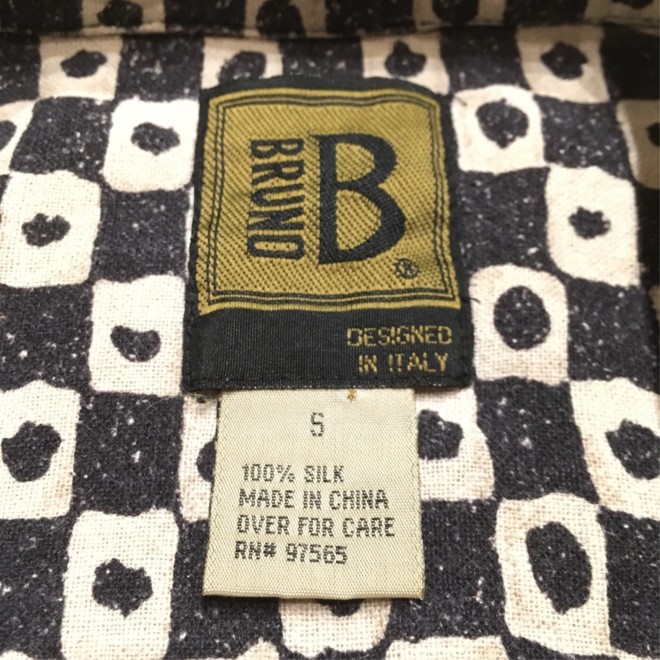 BRUNO
B
®
DESIGNED
IN ITALY
S
100% SILK
MADE IN CHINA
OVER FOR CARE
RN# 97565